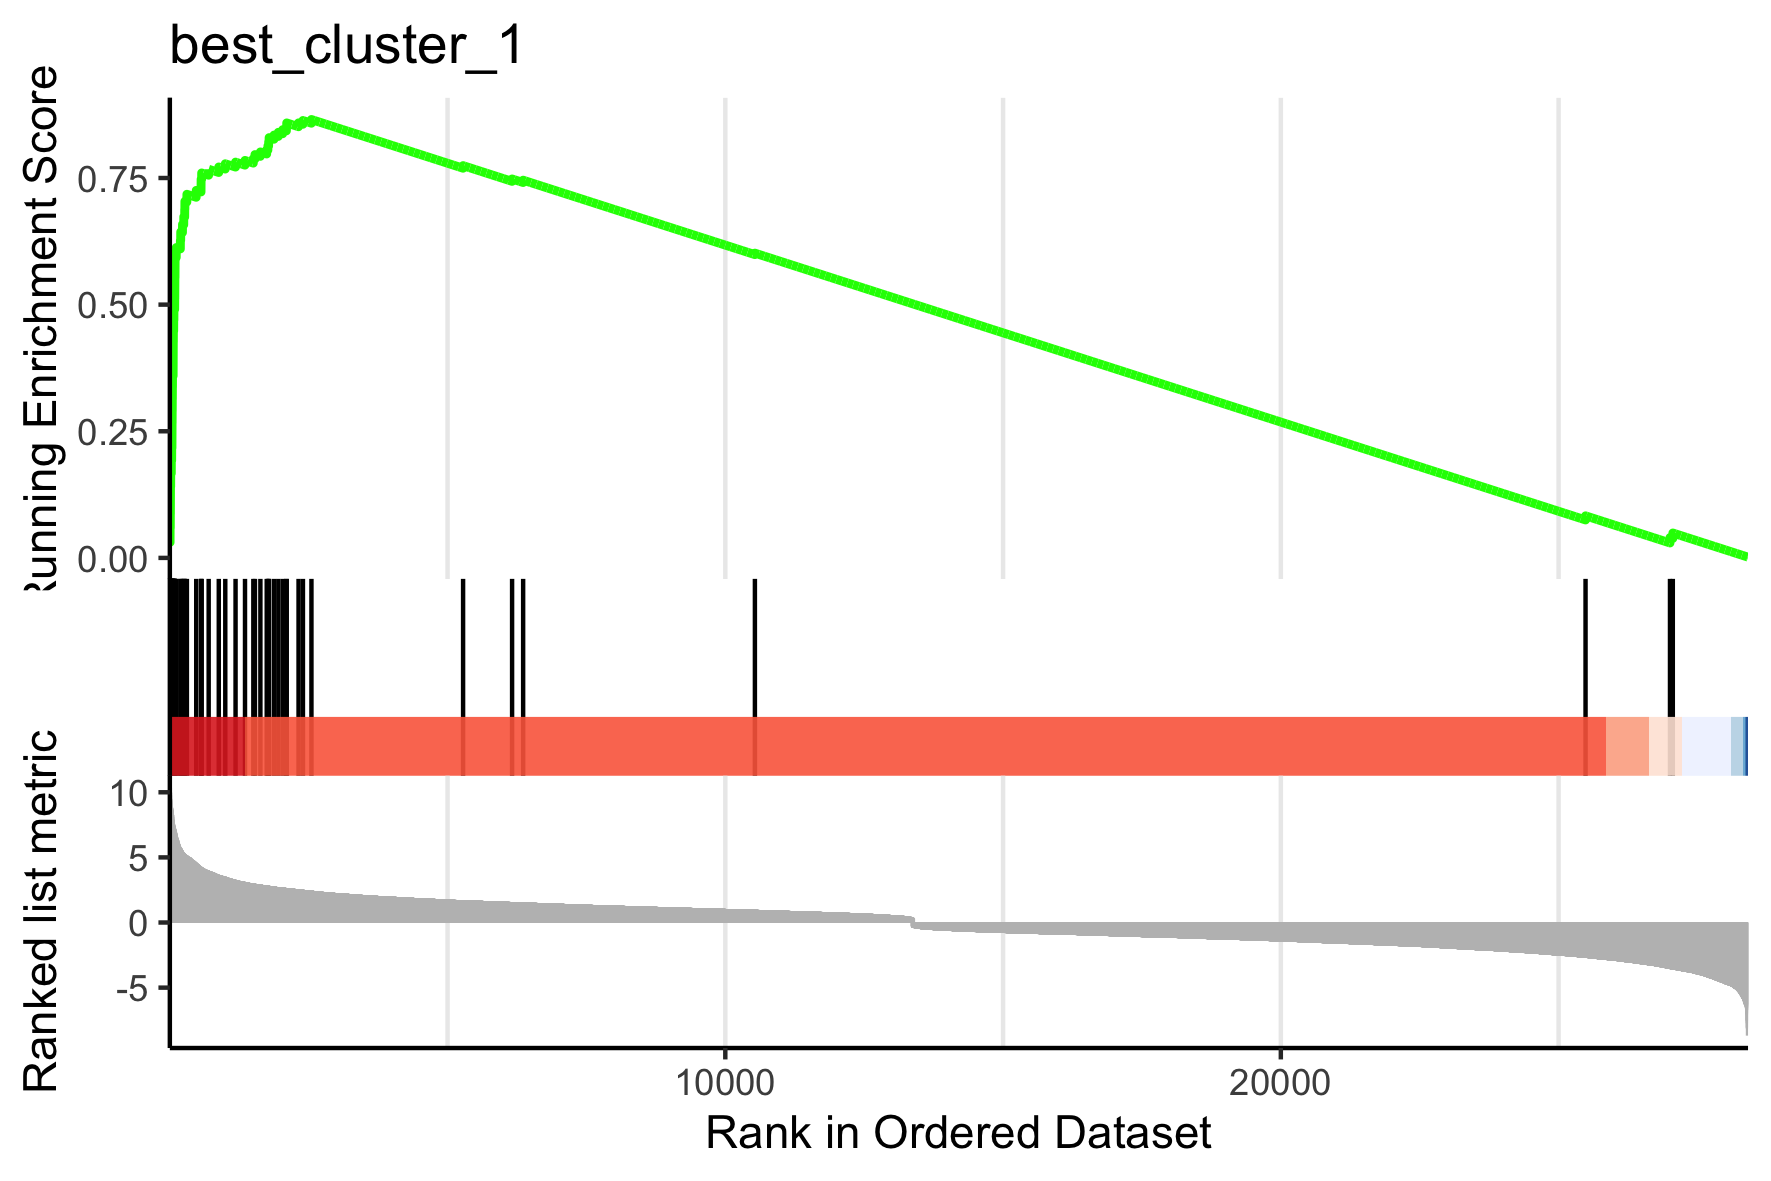 best_cluster_1
Running Enrichment Score
0.75
0.50
0.25
0.00
Ranked list metric
10
5
0
-5
10000
20000
Rank in Ordered Dataset